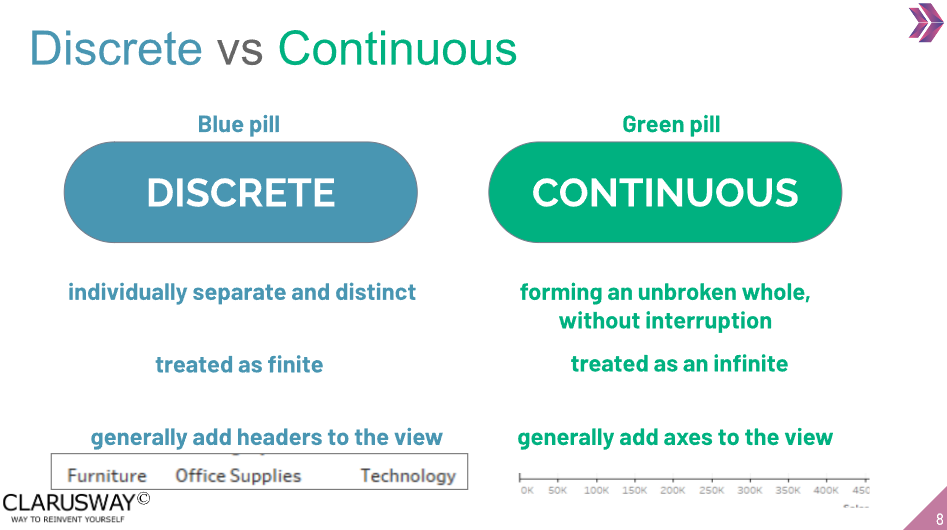 Discrete vs Continuous
Blue pill
DISCRETE
individually separate and distinct
treated as finite
generally add headers to the view
Furniture Office Supplies Technology
Green pill
CONTINUOUS
forming an unbroken whole,
without interruption
treated as an infinite
generally add axes to the view
0K 50K 100K 150K 200K 250K 300K 350K 400K
CLARUSWAY©
WAY TO REINVENT YOURSELF
8